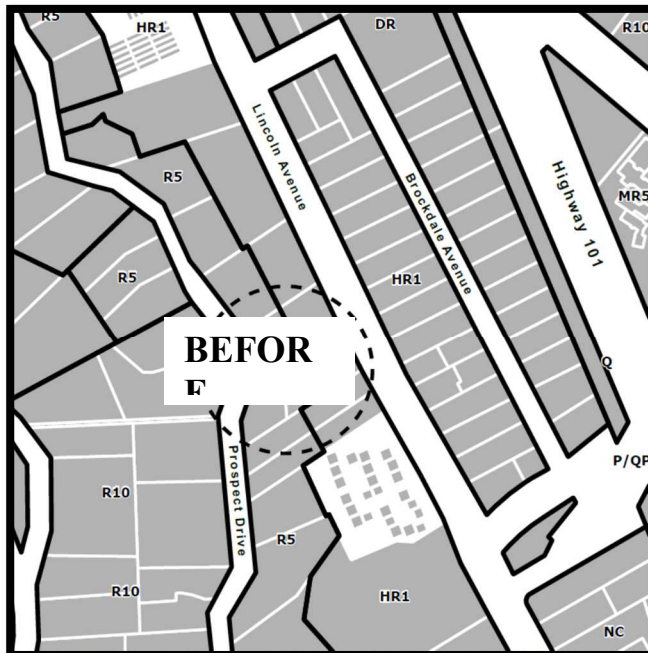 R5
HR1
DR
R10
Lincoln Avenue
Highway 101
R5
Brockdale Avenue
MR5
R5
HR1
BEFOR
E
Q
Prospect Drive
P/QP
R10
R5
R10
HR1
NC